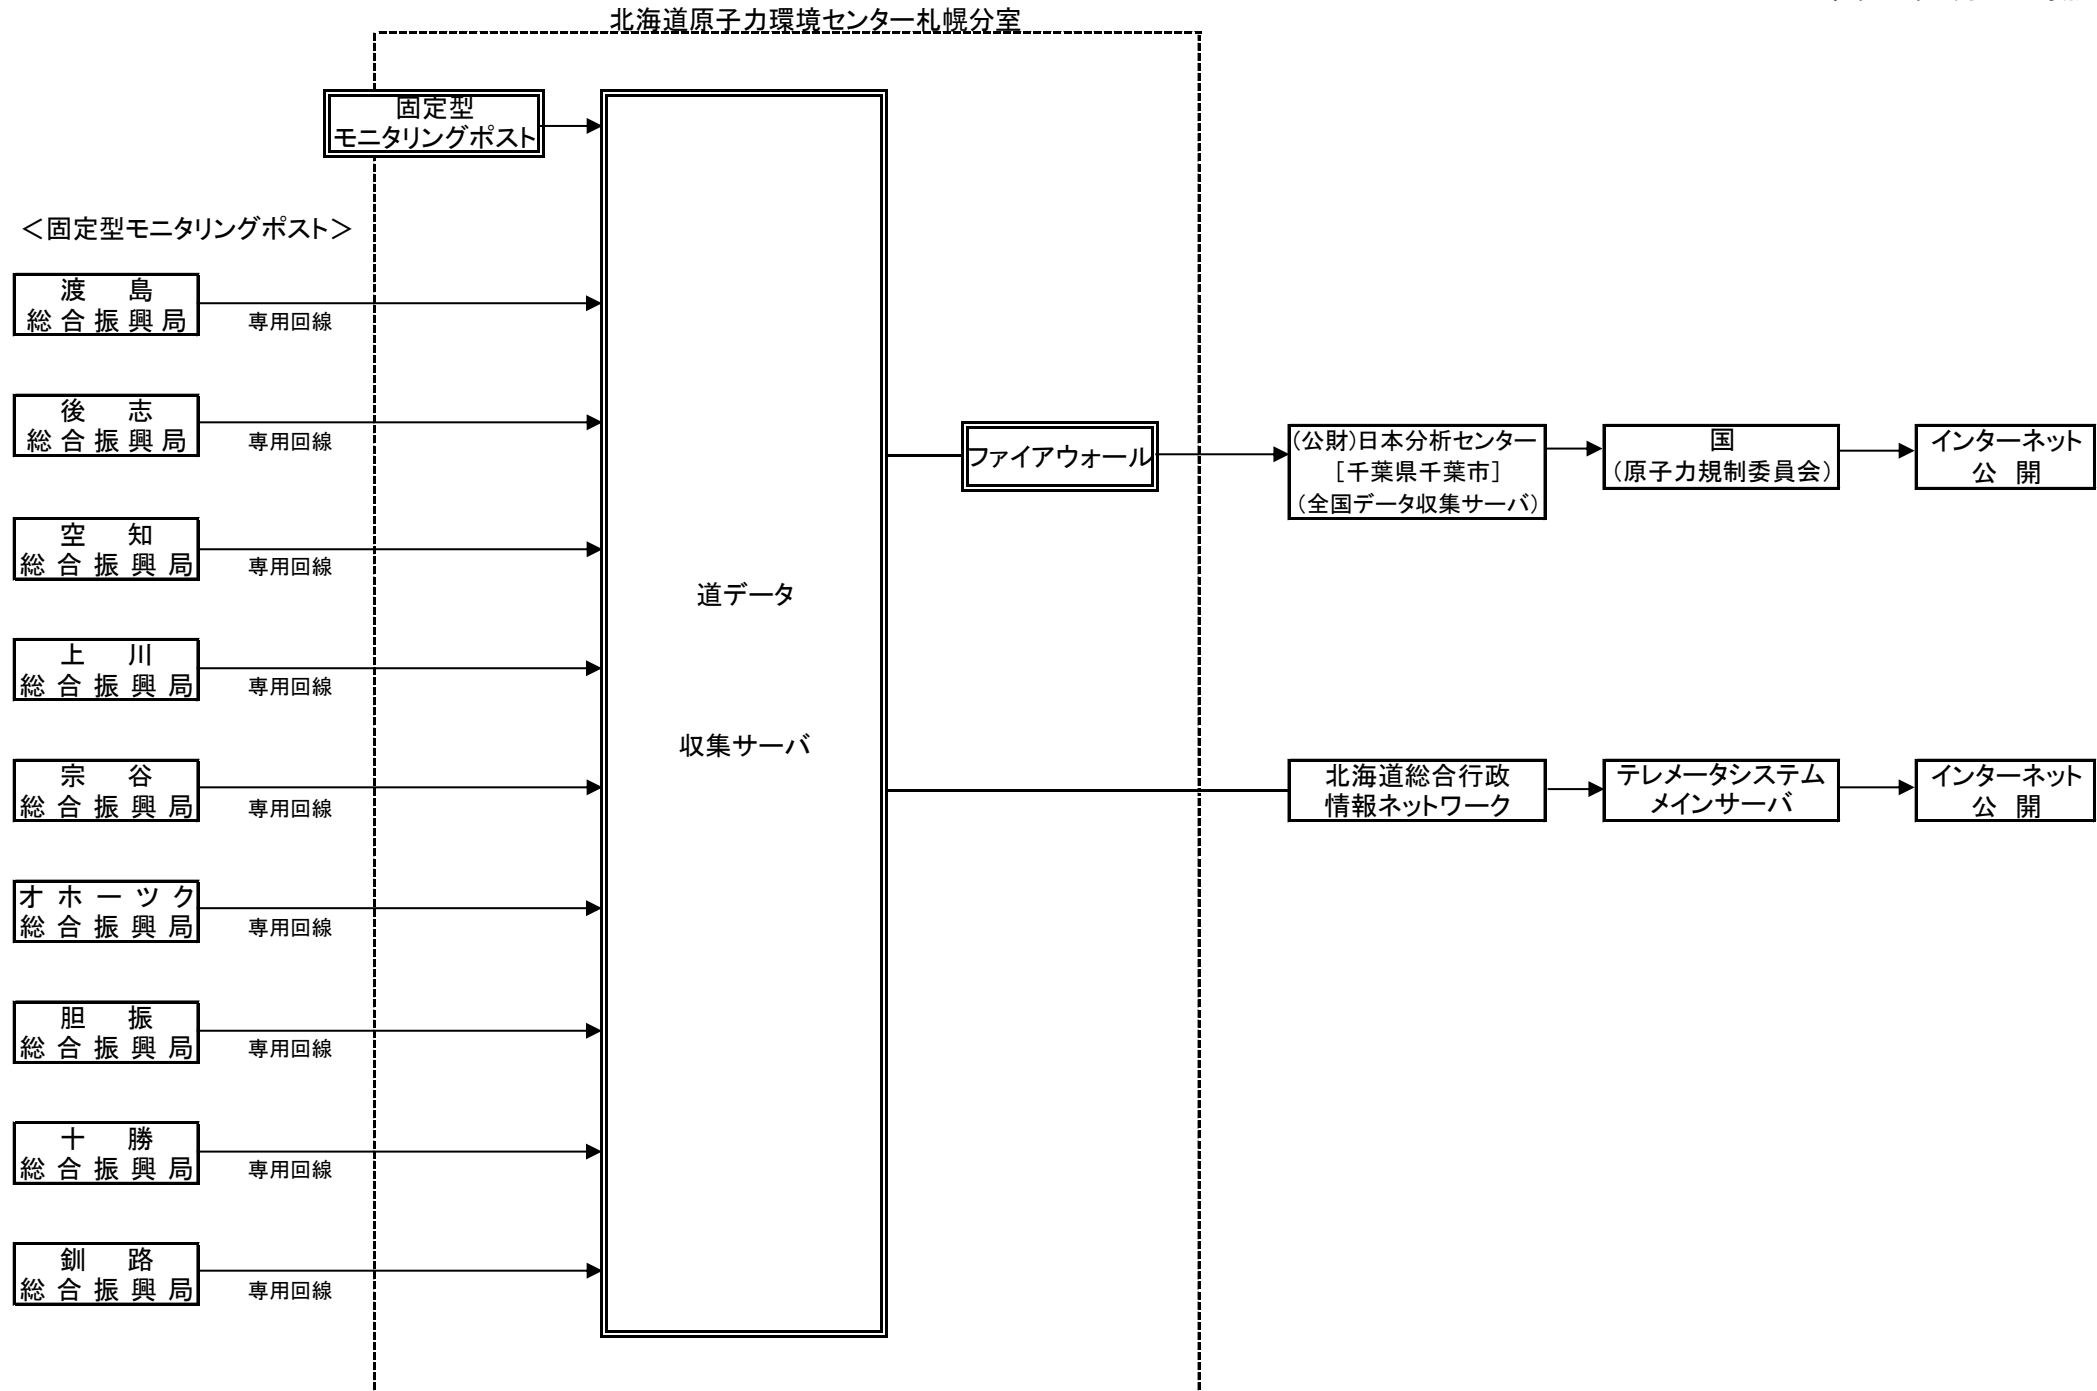 北海道原子力環境センター札幌分室
固定型
モニタリングポスト
＜固定型モニタリングポスト＞
渡　島
総合振興局
専用回線
後　志
総合振興局
専用回線
空　知
総合振興局
専用回線
上　川
総合振興局
専用回線
宗　谷
総合振興局
専用回線
オホーツク
総合振興局
専用回線
胆　振
総合振興局
専用回線
十　勝
総合振興局
専用回線
釧　路
総合振興局
専用回線
道データ
収集サーバ
ファイアウォール
(公財)日本分析センター
［千葉県千葉市］
（全国データ収集サーバ）
国
（原子力規制委員会）
インターネット
公　開
北海道総合行政
情報ネットワーク
テレメータシステム
メインサーバ
インターネット
公　開